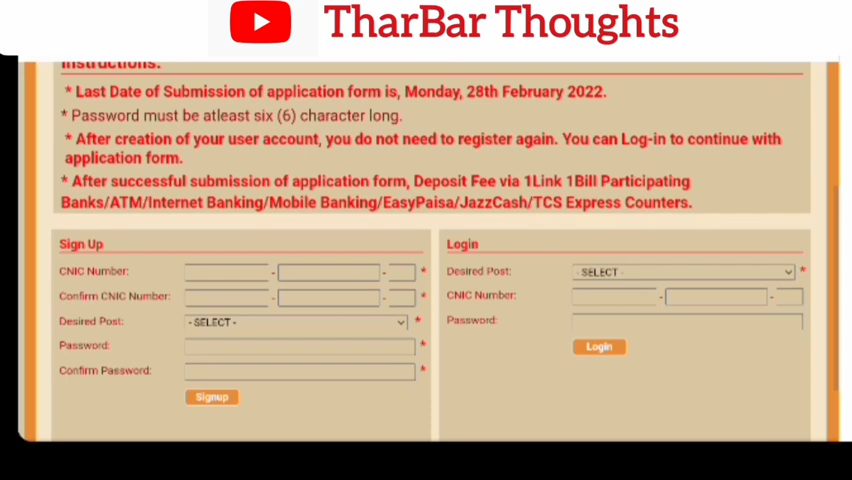 TharBar Thoughts
Instructions:
* Last Date of Submission of application form is, Monday, 28th February 2022.
* Password must be atleast six (6) character long.
* After creation of your user account, you do not need to register again. You can Log-in to continue with
application form.
* After successful submission of application form, Deposit Fee via 1Link 1Bill Participating
Banks/ATM/Internet Banking/Mobile Banking/EasyPaisa/JazzCash/TCS Express Counters.
Sign Up
CNIC Number: - - *
Confirm CNIC Number: - - *
Desired Post: - SELECT - *
Password: *
Confirm Password: *
Signup
Login
Desired Post: - SELECT - *
CNIC Number: - -
Password:
Login